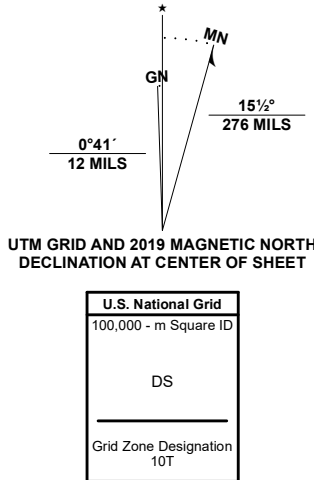 ★
MN
GN
15½°
276 MILS
0°41´
12 MILS
UTM GRID AND 2019 MAGNETIC NORTH
DECLINATION AT CENTER OF SHEET
U.S. National Grid
100,000 - m Square ID
DS
Grid Zone Designation
10T